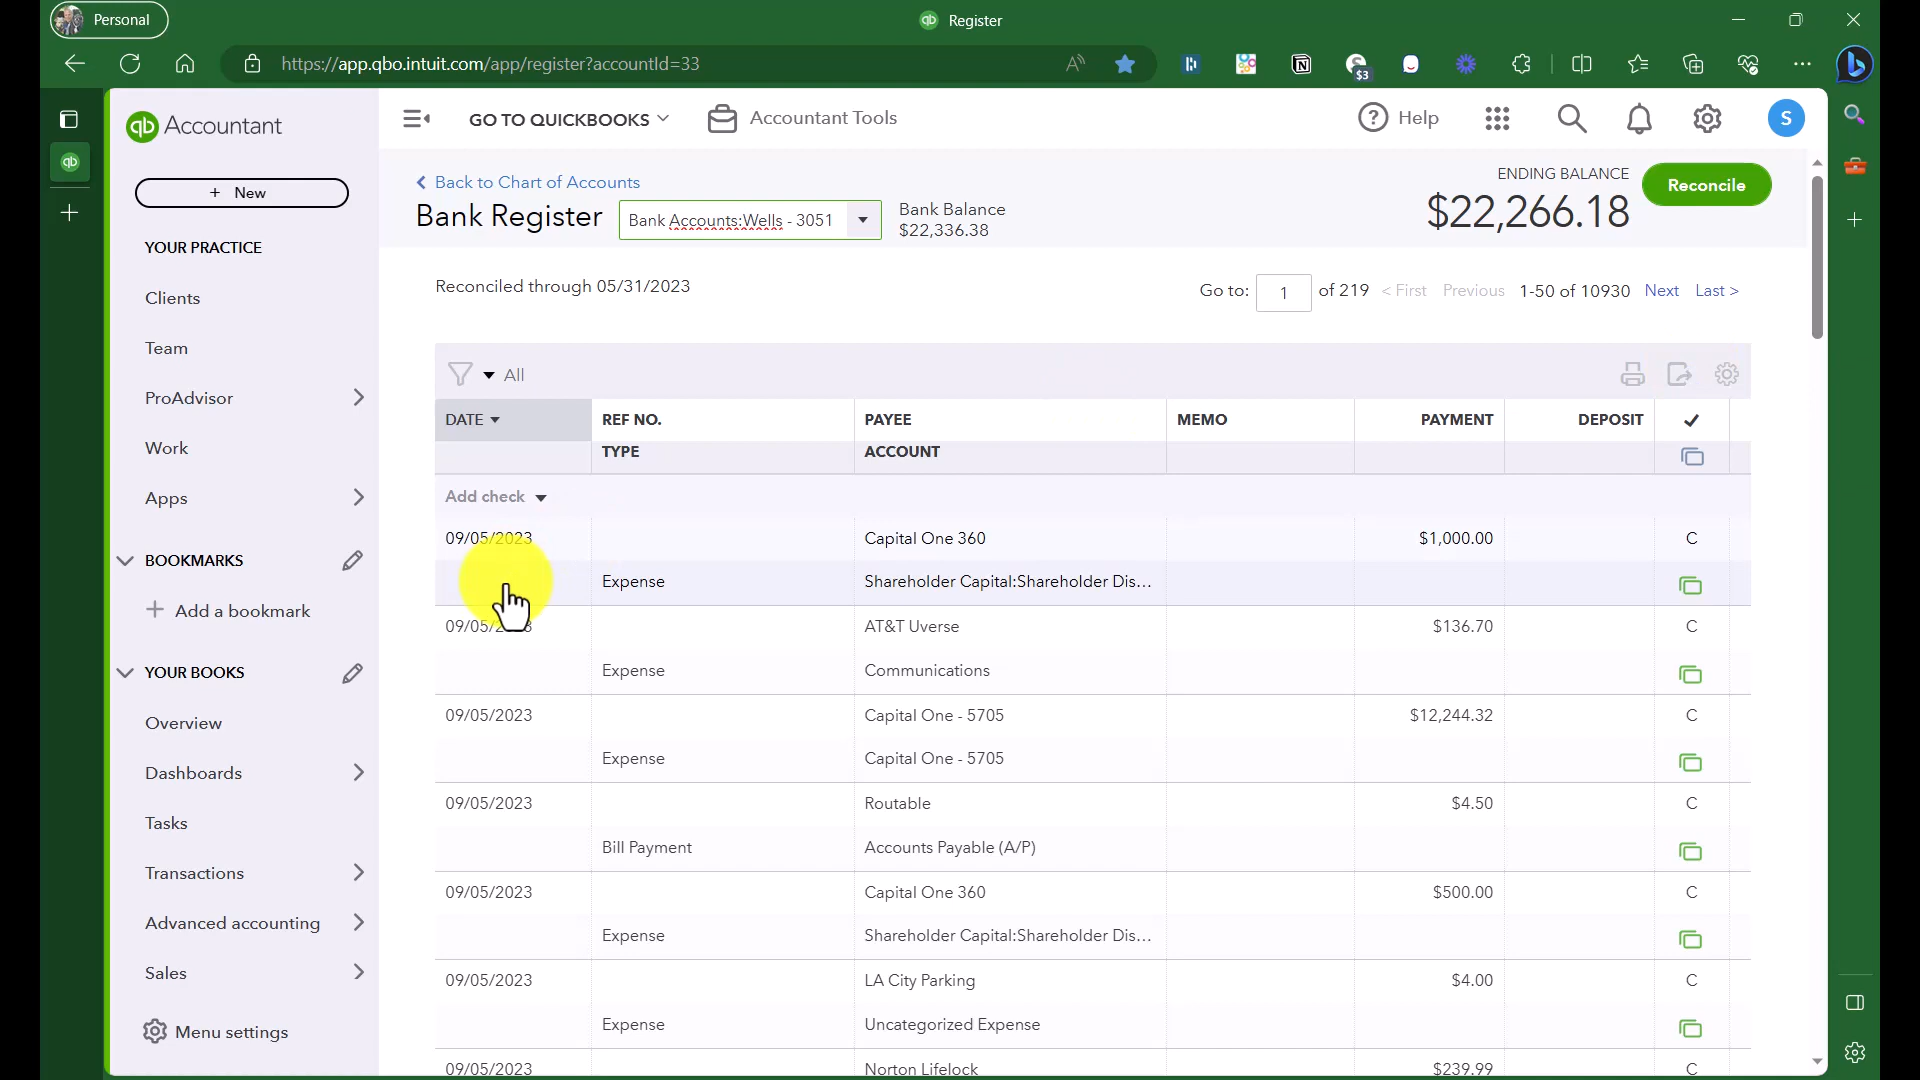 Personal
Register
https://app.qbo.intuit.com/app/register?accountId=33
$3
qb Accountant
GO TO QUICKBOOKS
Accountant Tools
Help
S
+ New
Back to Chart of Accounts
Bank Register
Bank Accounts:Wells - 3051
Bank Balance
$22,336.38
ENDING BALANCE
$22,266.18
Reconcile
YOUR PRACTICE
Clients
Team
ProAdvisor
Work
Apps
BOOKMARKS
+ Add a bookmark
YOUR BOOKS
Overview
Dashboards
Tasks
Transactions
Advanced accounting
Sales
Menu settings
Reconciled through 05/31/2023
Go to: 1 of 219 < First Previous 1-50 of 10930 Next Last >
All
DATE REF NO. PAYEE MEMO PAYMENT DEPOSIT ✓
TYPE ACCOUNT
Add check
09/05/2023 Capital One 360 $1,000.00 C
Expense Shareholder Capital:Shareholder Dis...
09/05/2023 AT&T Uverse $136.70 C
Expense Communications
09/05/2023 Capital One - 5705 $12,244.32 C
Expense Capital One - 5705
09/05/2023 Routable $4.50 C
Bill Payment Accounts Payable (A/P)
09/05/2023 Capital One 360 $500.00 C
Expense Shareholder Capital:Shareholder Dis...
09/05/2023 LA City Parking $4.00 C
Expense Uncategorized Expense
09/05/2023 Norton Lifelock $239.99 C